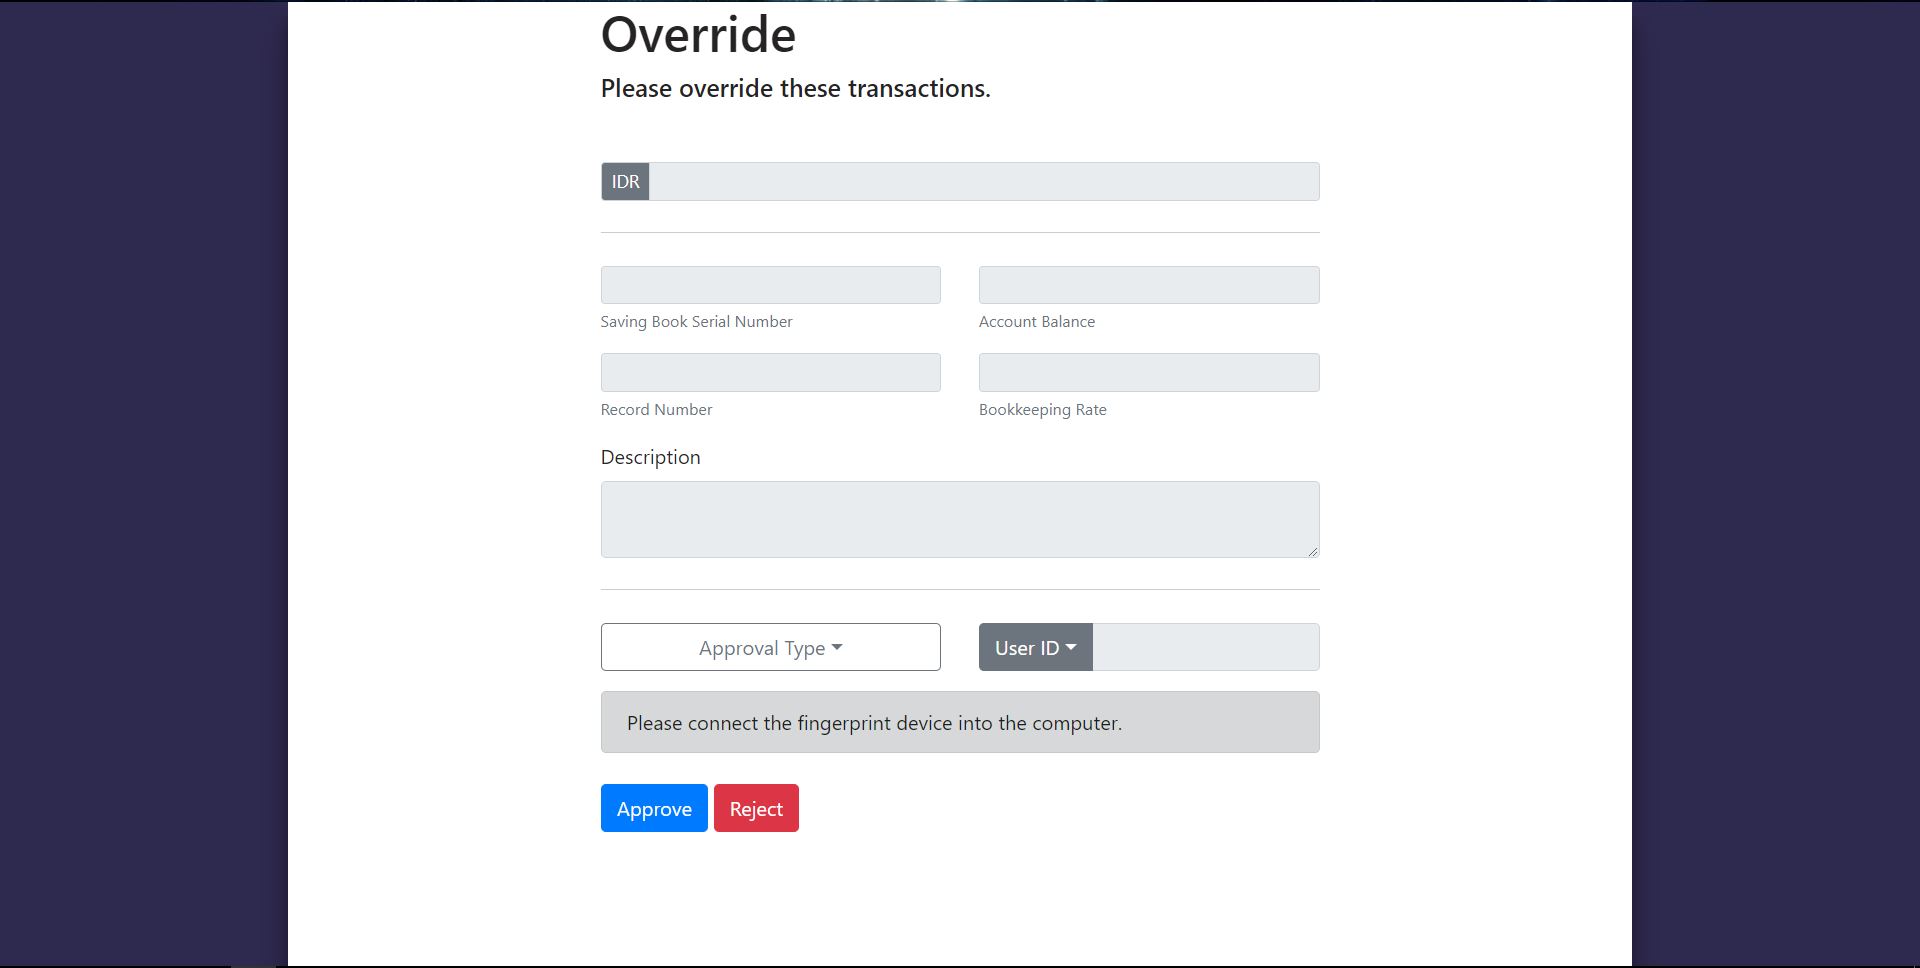 Override
Please override these transactions.
IDR
Saving Book Serial Number
Account Balance
Record Number
Bookkeeping Rate
Description
Approval Type
User ID
Please connect the fingerprint device into the computer.
Approve
Reject